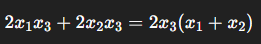 2x₁x₃ + 2x₂x₃ = 2x₃(x₁ + x₂)